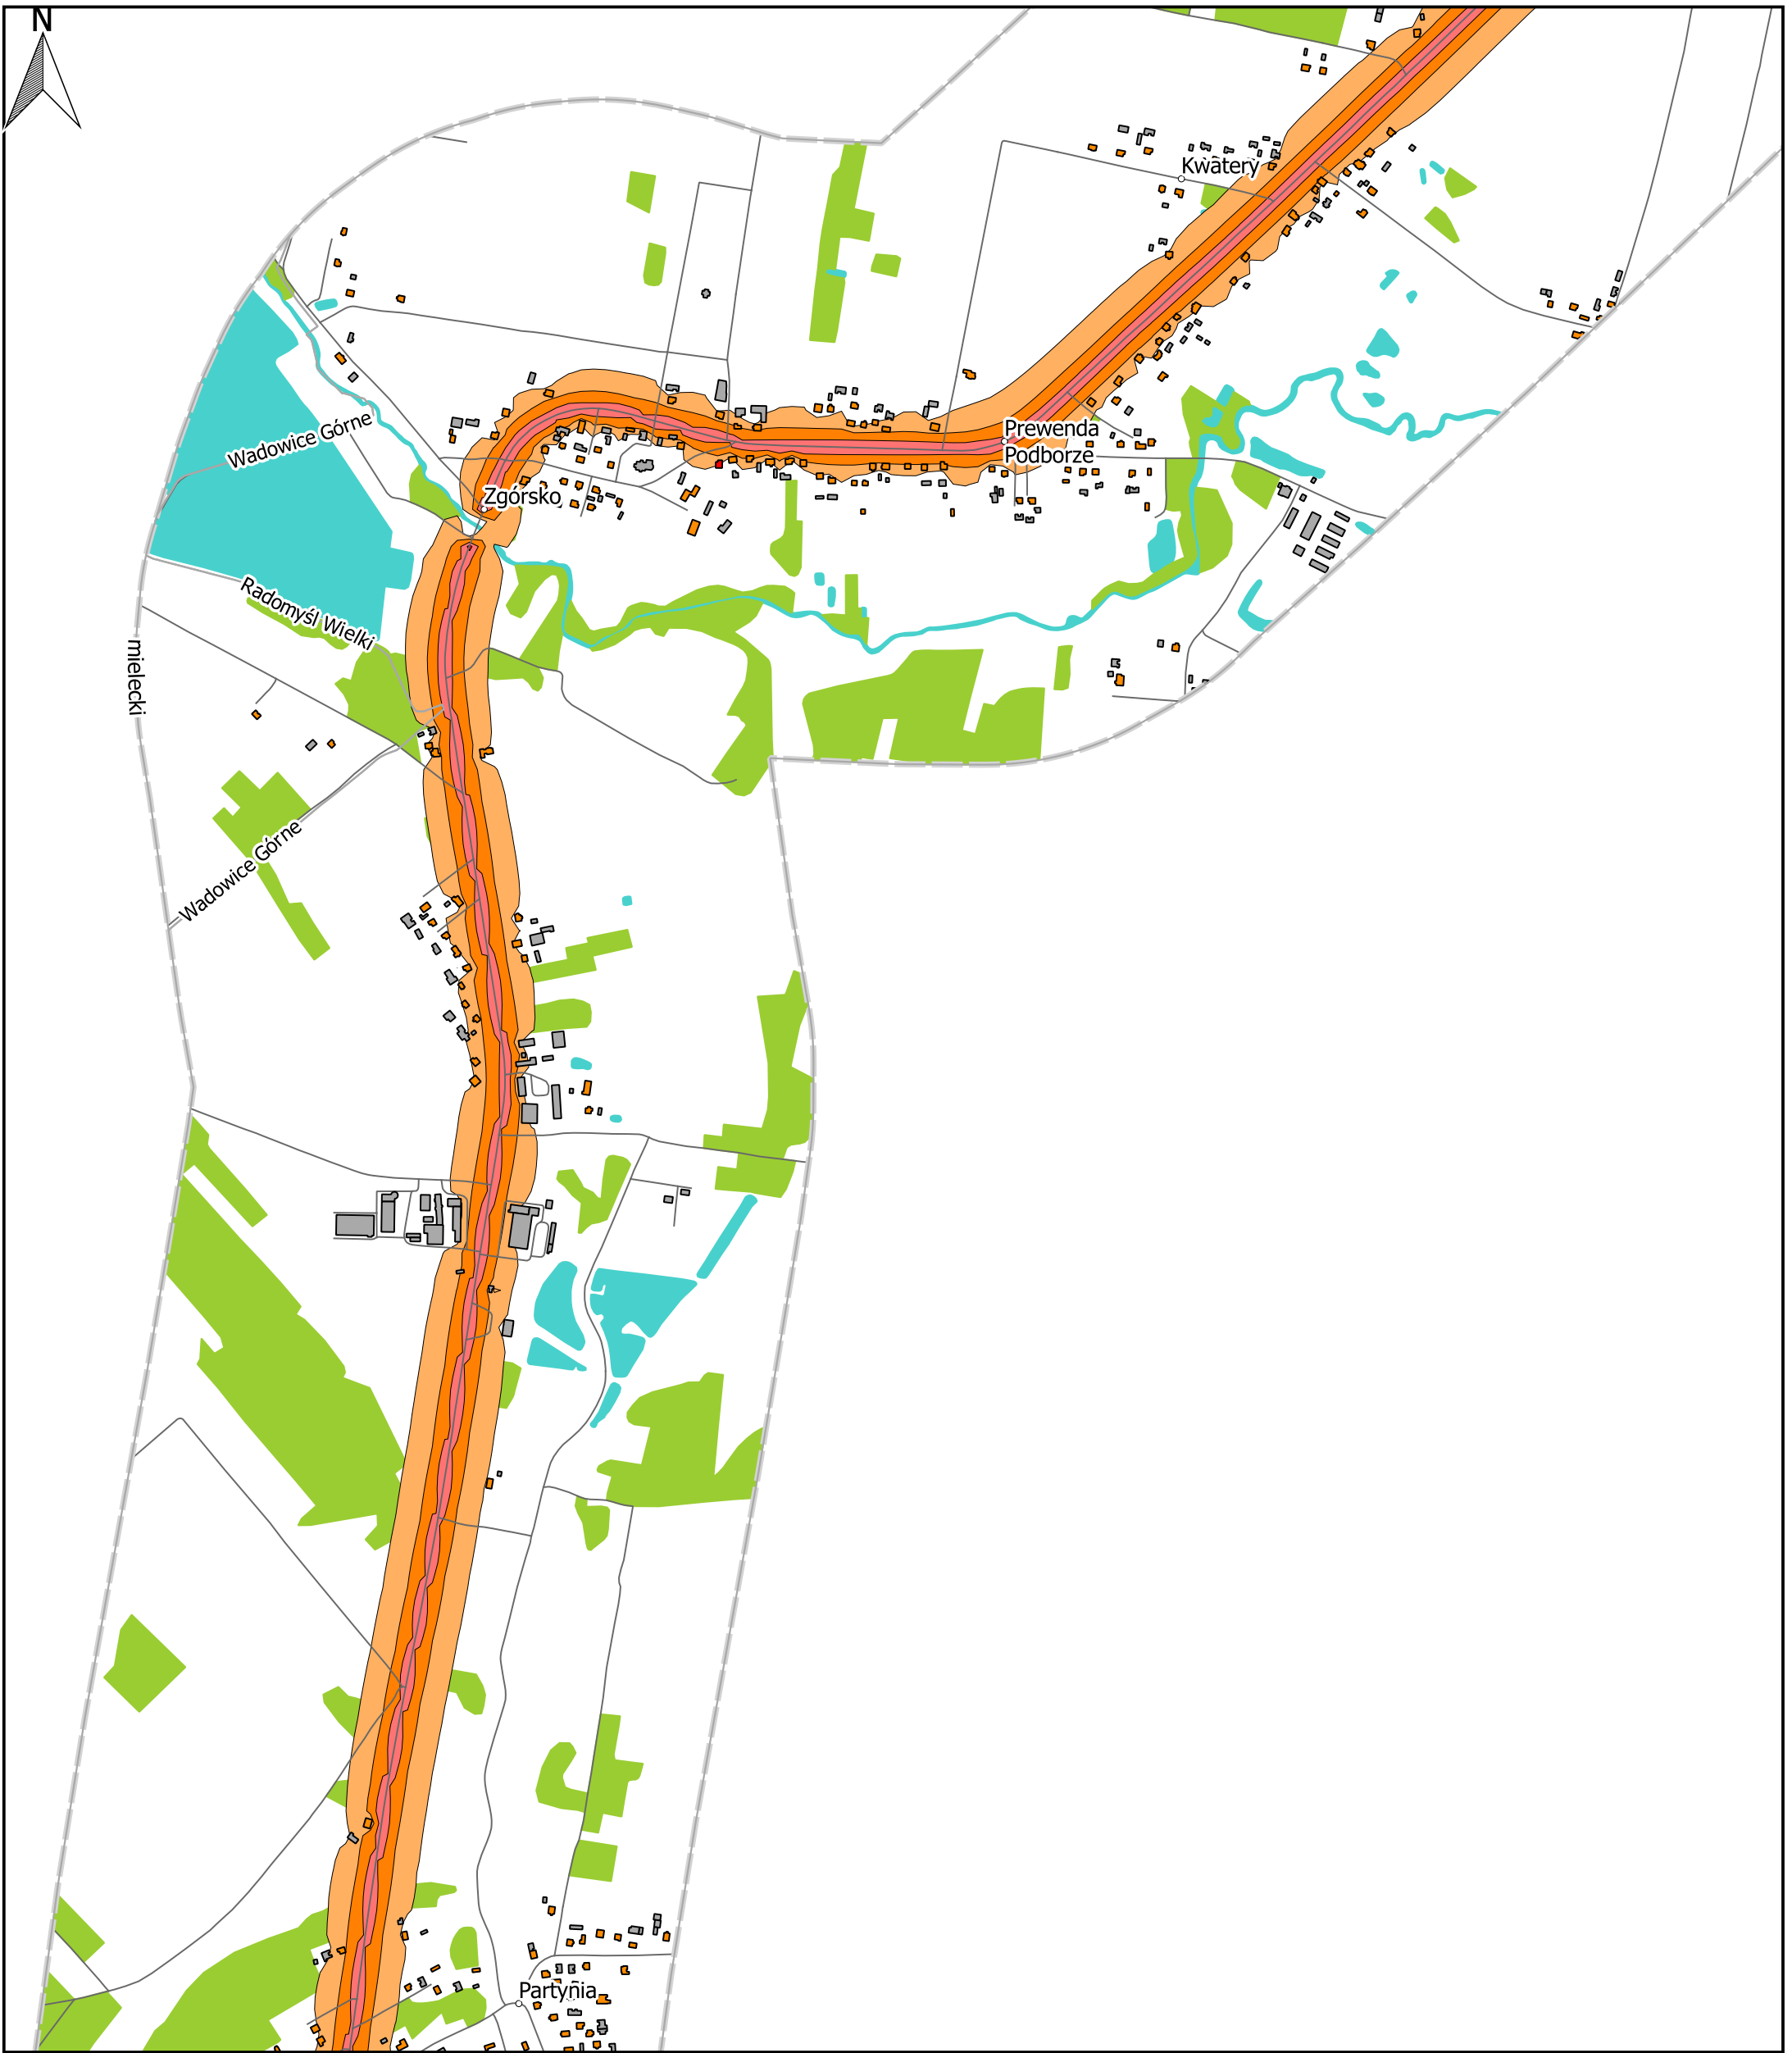 N
Kwatery
Wadowice Górne
Prewenda
Podborze
Zgórsko
Radomyśl Wielki
mielecki
Wadowice Górne
Partynia